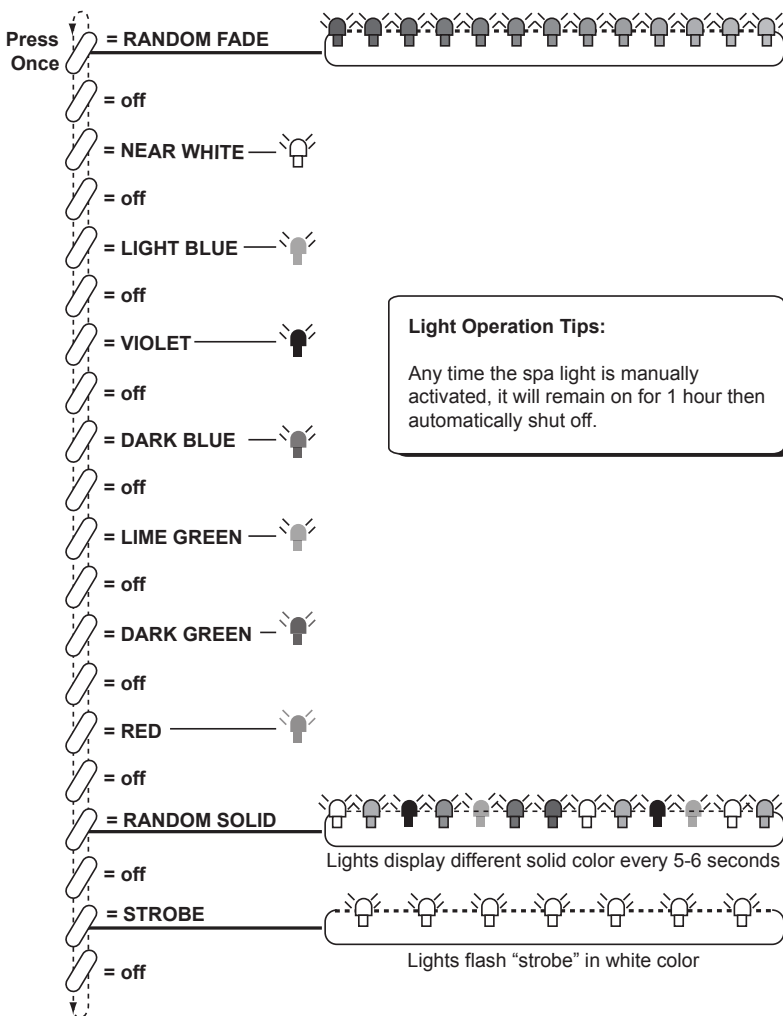 Press
Once
= RANDOM FADE
= off
= NEAR WHITE
= off
= LIGHT BLUE
= off
= VIOLET
= off
= DARK BLUE
= off
= LIME GREEN
= off
= DARK GREEN
= off
= RED
= off
= RANDOM SOLID
Lights display different solid color every 5-6 seconds
= off
= STROBE
Lights flash “strobe” in white color
= off
Light Operation Tips:
Any time the spa light is manually
activated, it will remain on for 1 hour then
automatically shut off.